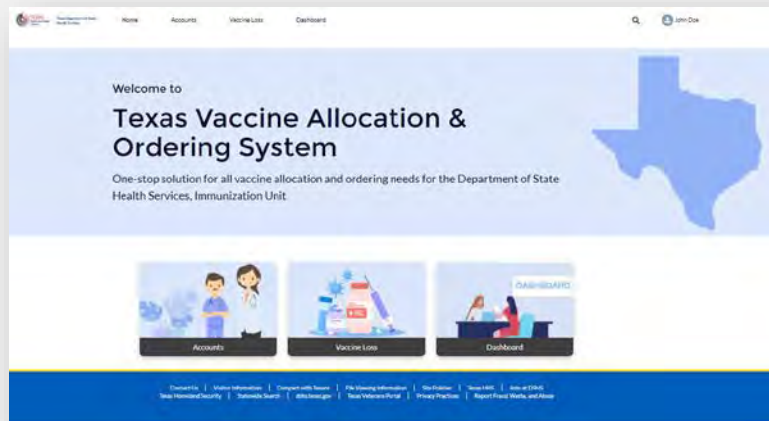 Home Accounts Vaccine Loss Dashboard John Doe
Welcome to
Texas Vaccine Allocation &
Ordering System
One-stop solution for all vaccine allocation and ordering needs for the Department of State
Health Services, Immunization Unit
DASHBOARD
Accounts Vaccine Loss Dashboard
Contact Us | Visitor Information | Compact with Texans | File Viewing Information | Site Policies | Texas HHS | Jobs at DSHS
Texas Homeland Security | Statewide Search | dshs.texas.gov | Texas Veterans Portal | Privacy Practices | Report Fraud, Waste, and Abuse